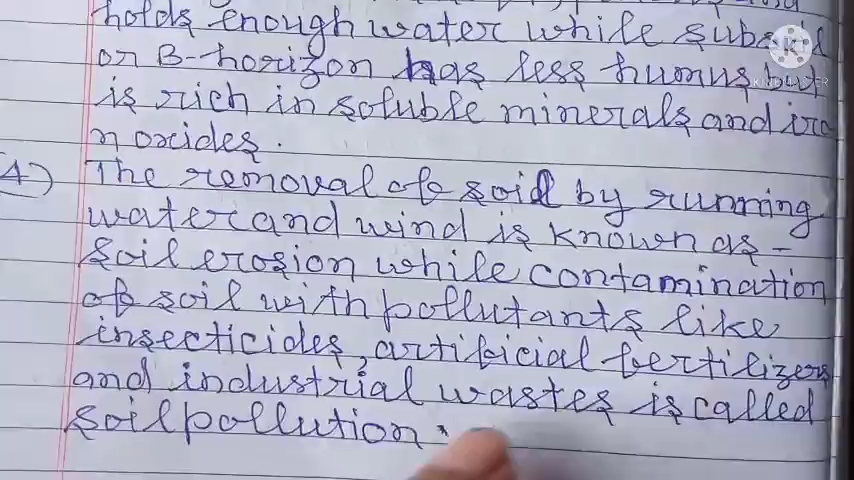 holds enough water while subsoil
or B-horizon has less humus but
is rich in soluble minerals and iro
n oxides.
4) The removal of soil by running
water and wind is known as -
soil erosion while contamination
of soil with pollutants like
insecticides, artificial fertilizers
and industrial wastes is called
soil pollution.